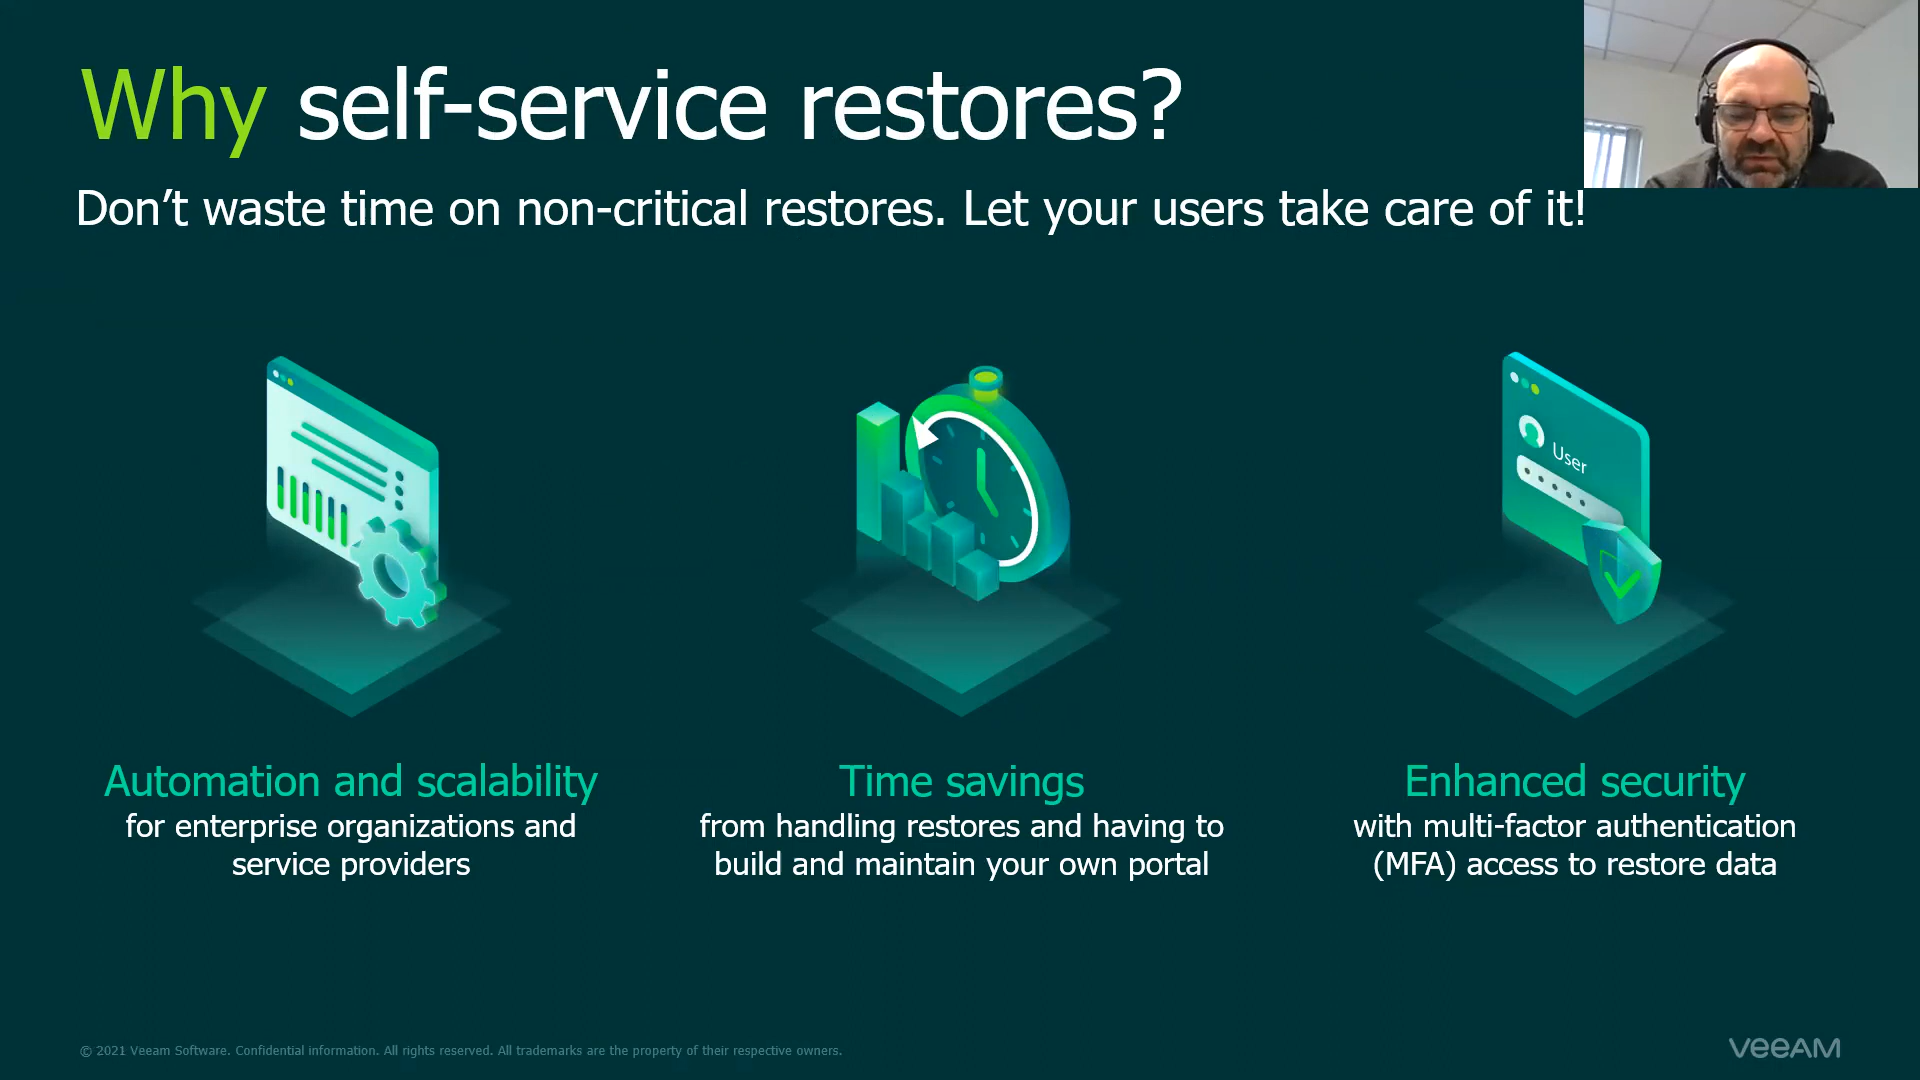 Why self-service restores?
Don’t waste time on non-critical restores. Let your users take care of it!
User
Automation and scalability
for enterprise organizations and
service providers
Time savings
from handling restores and having to
build and maintain your own portal
Enhanced security
with multi-factor authentication
(MFA) access to restore data
© 2021 Veeam Software. Confidential information. All rights reserved. All trademarks are the property of their respective owners.
veeAM